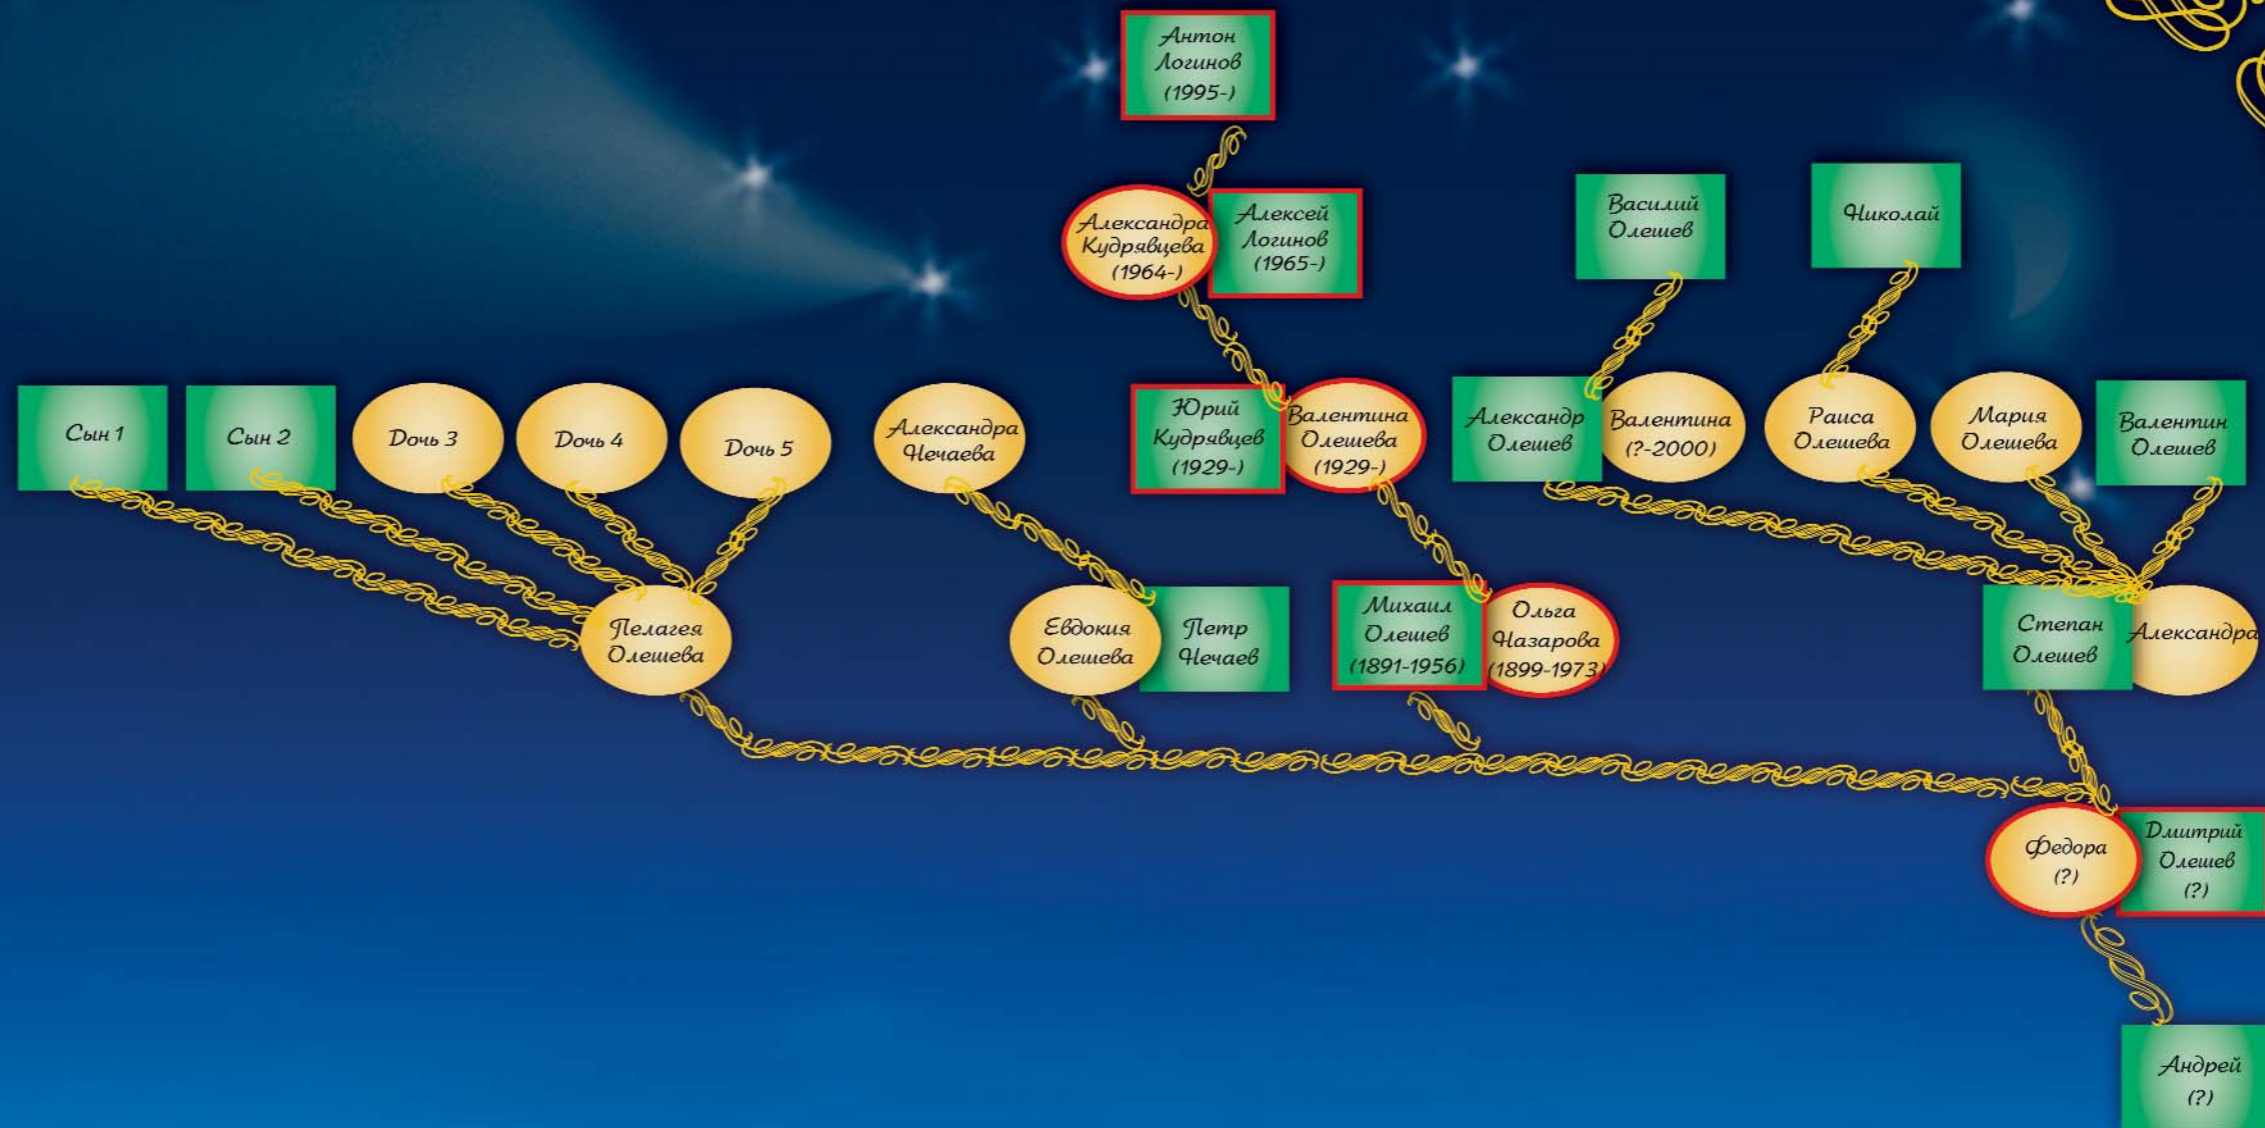 Антон
Логинов
(1995-)
Александра
Кудрявцева
(1964-)
Алексей
Логинов
(1965-)
Василий
Олешев
Николай
Сын 1
Сын 2
Дочь 3
Дочь 4
Дочь 5
Александра
Нечаева
Юрий
Кудрявцев
(1929-)
Валентина
Олешева
(1929-)
Александр
Олешев
Валентина
(?-2000)
Раиса
Олешева
Мария
Олешева
Валентин
Олешев
Пелагея
Олешева
Евдокия
Олешева
Петр
Нечаев
Михаил
Олешев
(1891-1956)
Ольга
Назарова
(1899-1973)
Степан
Олешев
Александра
Федора
(?)
Дмитрий
Олешев
(?)
Андрей
(?)